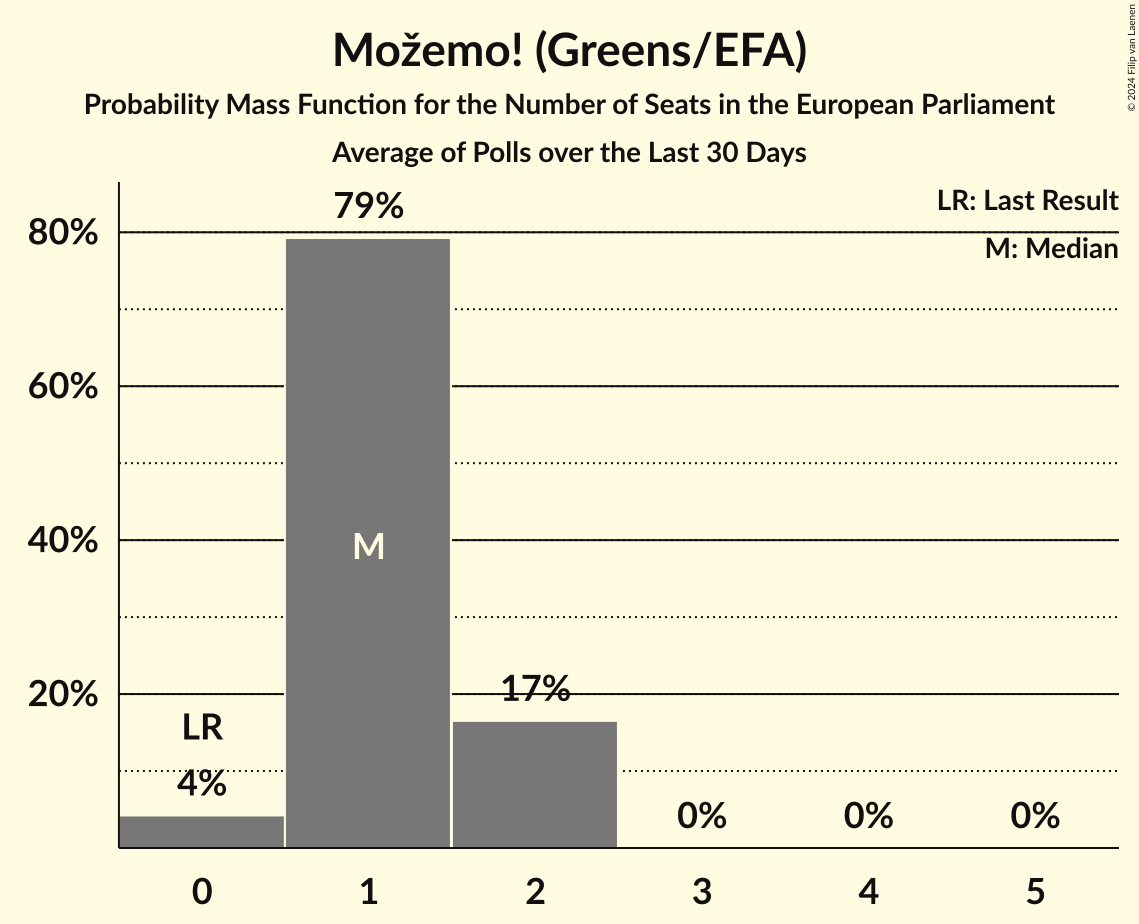 Možemo! (Greens/EFA)
Probability Mass Function for the Number of Seats in the European Parliament
Average of Polls over the Last 30 Days
© 2024 Filip van Laenen
LR: Last Result
M: Median
80%
60%
40%
20%
LR
4%
79%
M
17%
0%
0%
0%
0
1
2
3
4
5